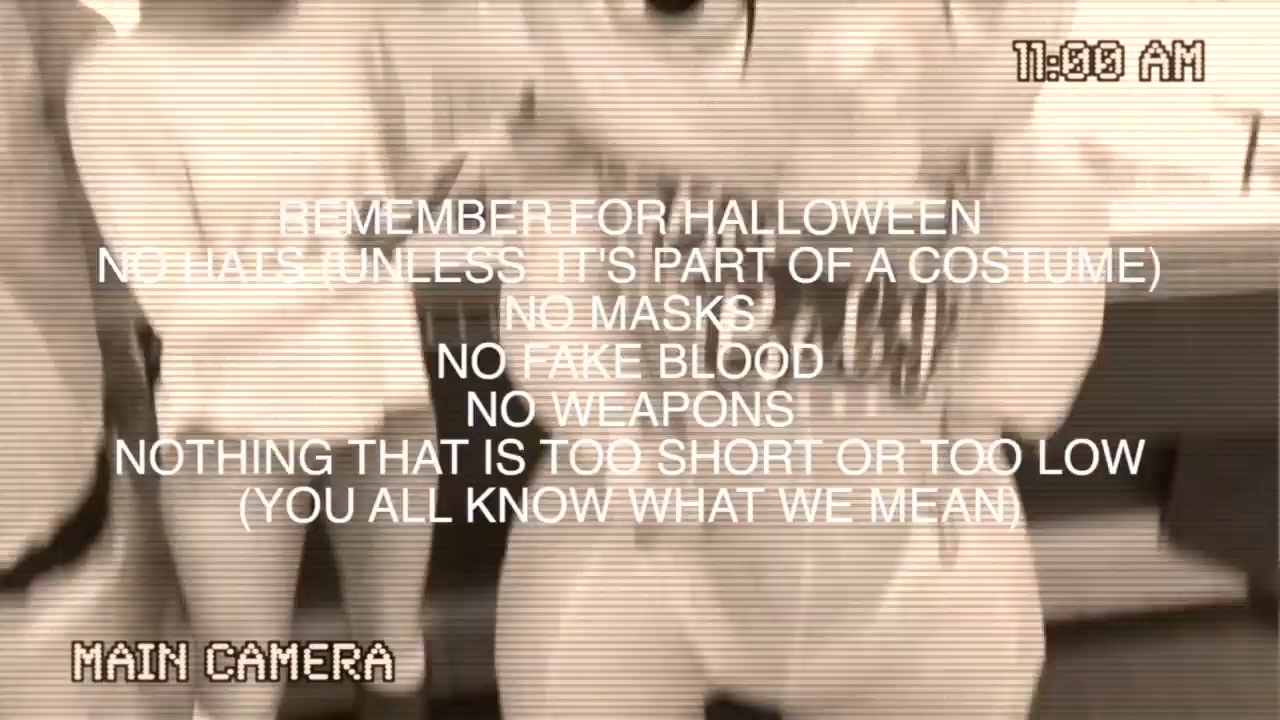 11:00 AM
REMEMBER FOR HALLOWEEN
NO HATS (UNLESS IT'S PART OF A COSTUME)
NO MASKS
NO FAKE BLOOD
NO WEAPONS
NOTHING THAT IS TOO SHORT OR TOO LOW
(YOU ALL KNOW WHAT WE MEAN)
MAIN CAMERA